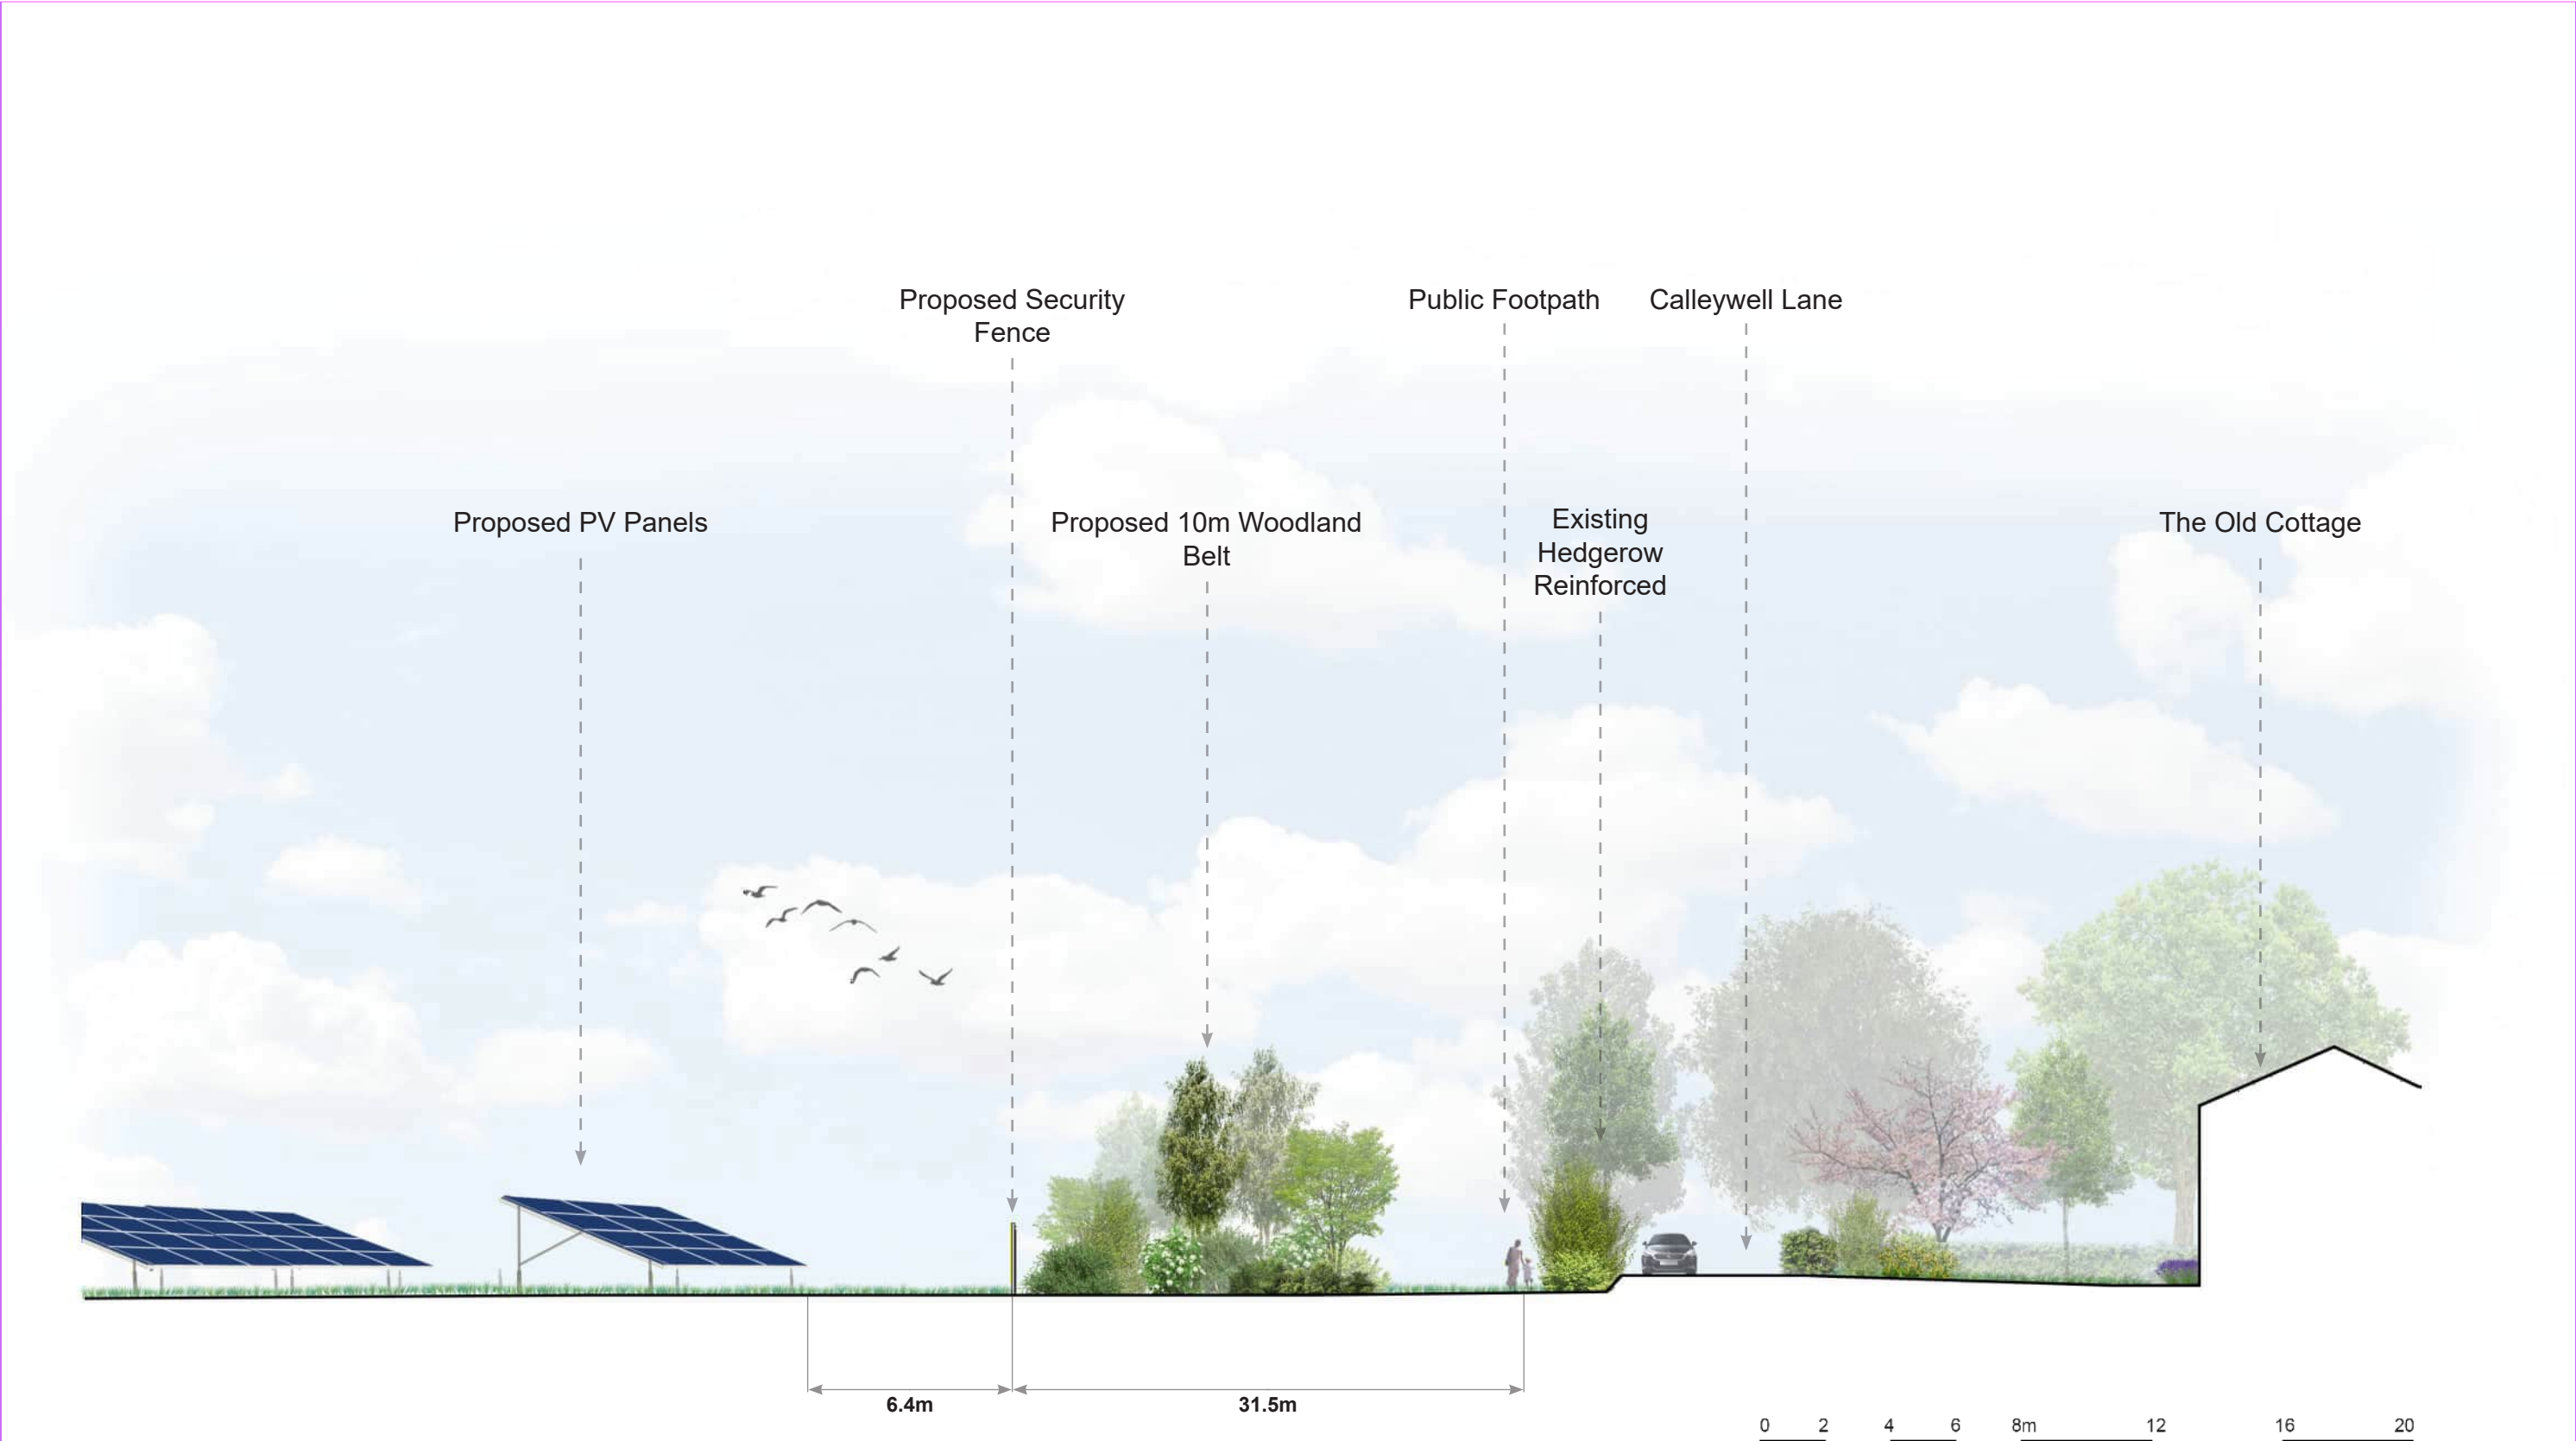 Proposed Security
Fence
Public Footpath
Calleywell Lane
Proposed PV Panels
Proposed 10m Woodland
Belt
Existing
Hedgerow
Reinforced
The Old Cottage
6.4m
31.5m
0 2 4 6 8m 12 16 20